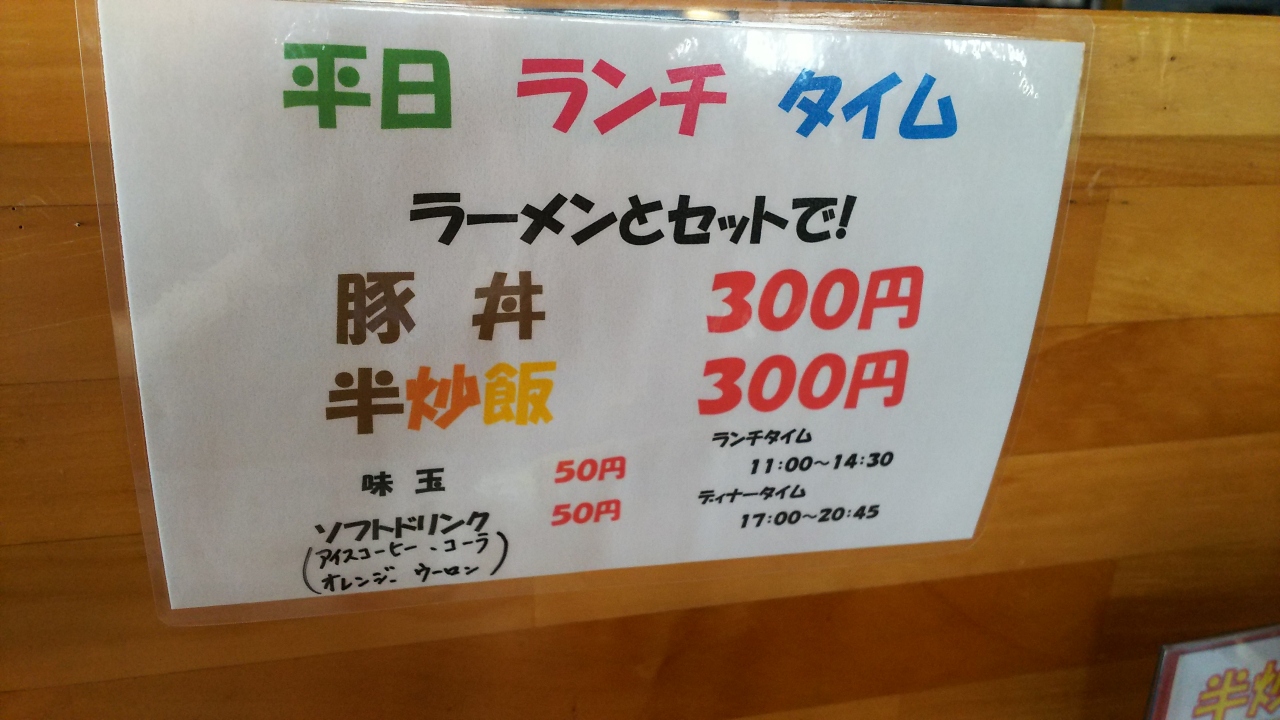 平日 ランチ タイム
ラーメンとセットで!
豚 丼 300円
半炒飯 300円
味 玉 50円
ソフトドリンク 50円
(アイスコーヒー、コーラ
オレンジ、ウーロン)
ランチタイム
11:00～14:30
ディナータイム
17:00～20:45
半炒